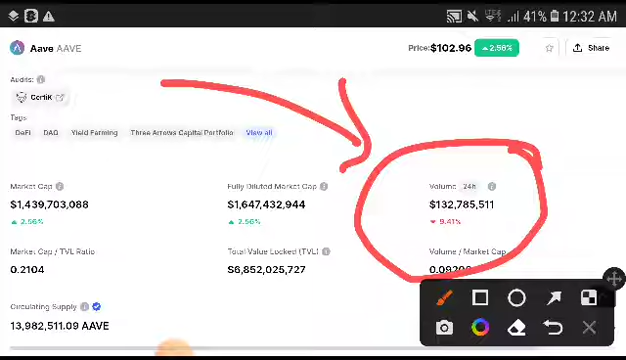 41% 12:32 AM
Aave AAVE Price:$102.96 2.56% Share
Audits:
CertiK
Tags
DeFi DAG Yield Farming Three Arrows Capital Portfolio View all
Market Cap Fully Diluted Market Cap Volume 24h
$1,439,703,088 $1,647,432,944 $132,785,511
2.56% 2.56% 9.41%
Market Cap / TVL Ratio Total Value Locked (TVL) Volume / Market Cap
0.2104 $6,852,025,727
Circulating Supply
13,982,511.09 AAVE